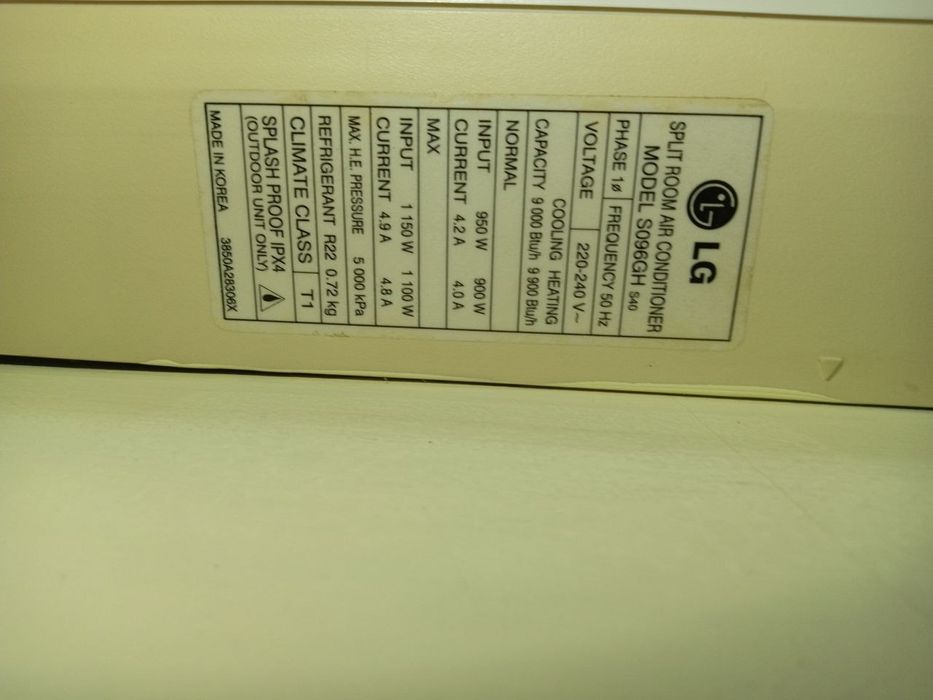 LG
SPLIT ROOM AIR CONDITIONER
MODEL S096GH S40
PHASE 1ø FREQUENCY 50 Hz
VOLTAGE 220-240 V~
COOLING HEATING
CAPACITY 9 000 Btu/h 9 900 Btu/h
NORMAL
INPUT 950 W 900 W
CURRENT 4.2 A 4.0 A
MAX
INPUT 1 150 W 1 100 W
CURRENT 4.9 A 4.8 A
MAX. H.E. PRESSURE 5 000 kPa
REFRIGERANT R22 0.72 kg
CLIMATE CLASS T1
SPLASH PROOF IPX4
(OUTDOOR UNIT ONLY)
MADE IN KOREA 3850A28306X